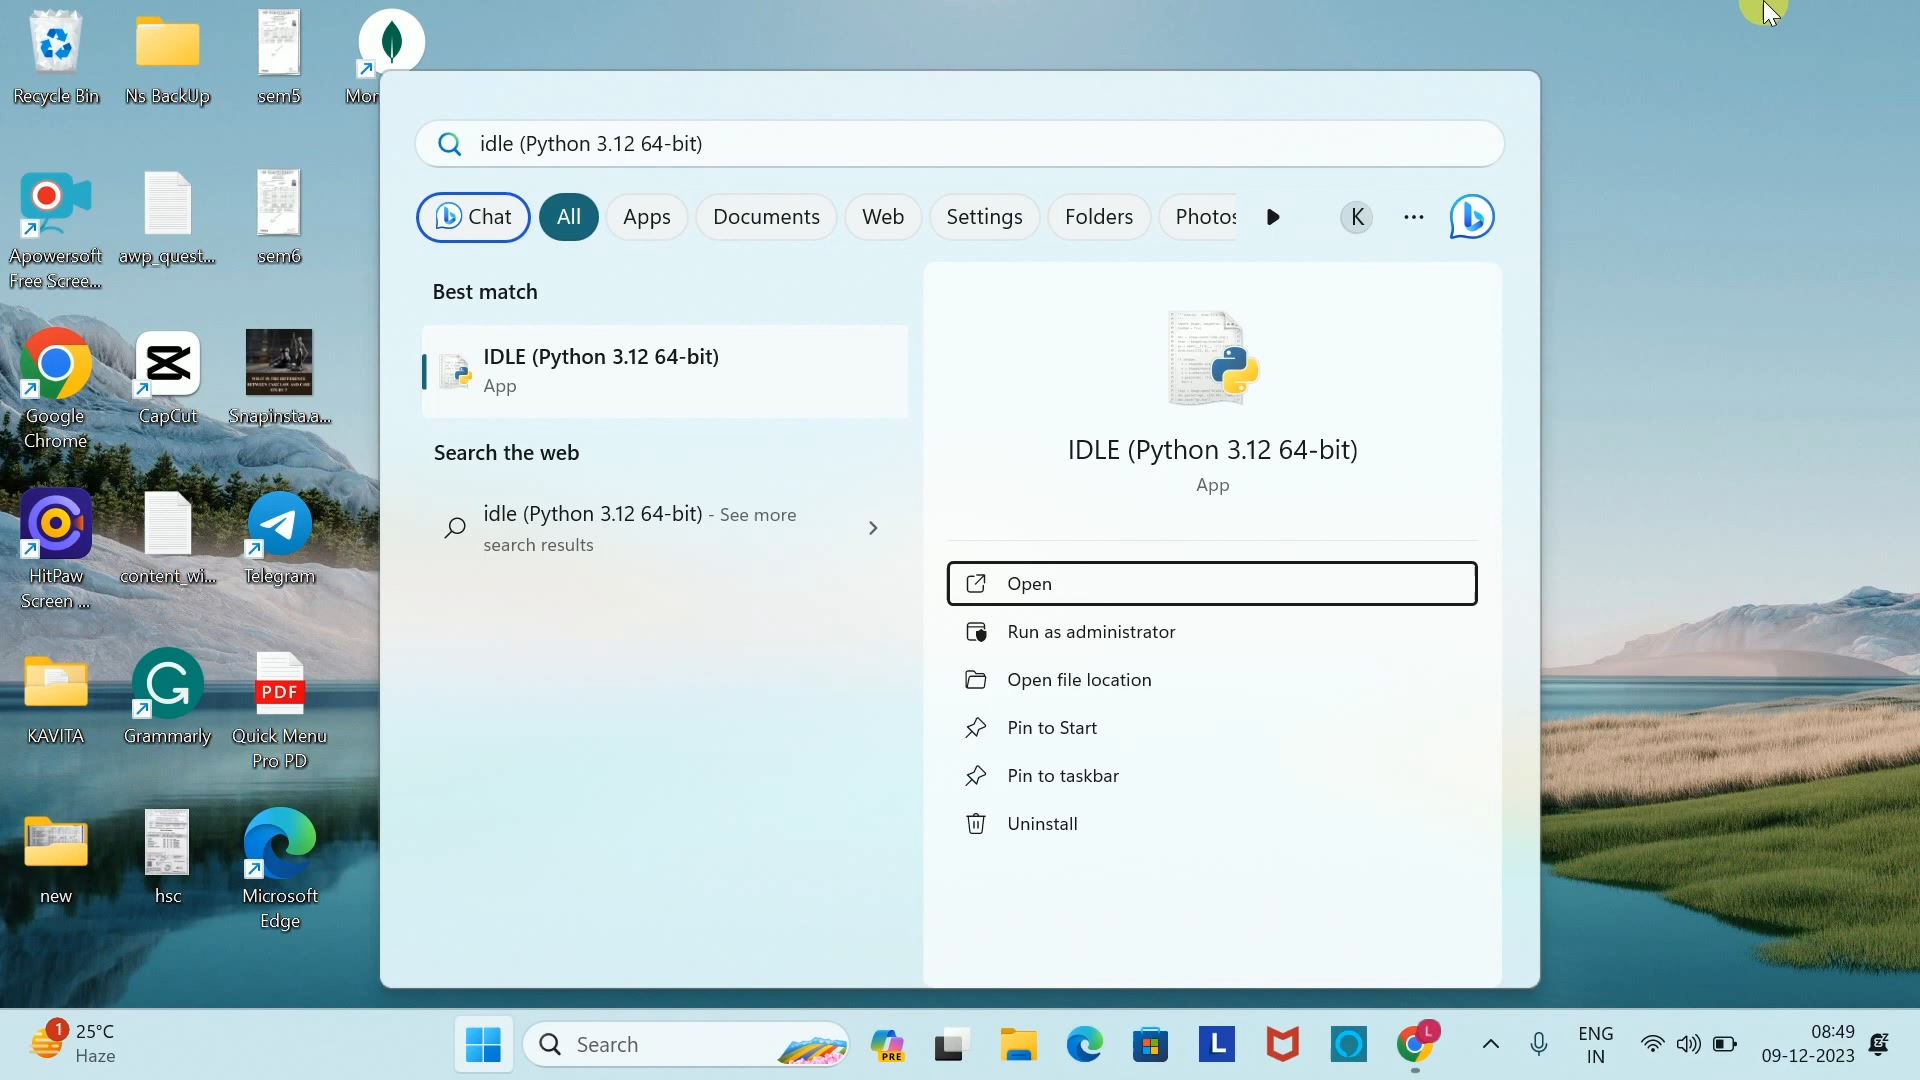 Recycle Bin
Ns BackUp
sem5
Mon
Apowersoft
Free Scree...
awp_quest...
sem6
Google
Chrome
CapCut
Snapinsta.a...
HitPaw
Screen ...
content_wi...
Telegram
KAVITA
Grammarly
PDF
Quick Menu
Pro PD
new
hsc
Microsoft
Edge
idle (Python 3.12 64-bit)
Chat
All
Apps
Documents
Web
Settings
Folders
Photos
K
Best match
IDLE (Python 3.12 64-bit)
App
Search the web
idle (Python 3.12 64-bit) - See more
search results
IDLE (Python 3.12 64-bit)
App
Open
Run as administrator
Open file location
Pin to Start
Pin to taskbar
Uninstall
1
25°C
Haze
Search
PRE
L
L
ENG
IN
08:49
09-12-2023